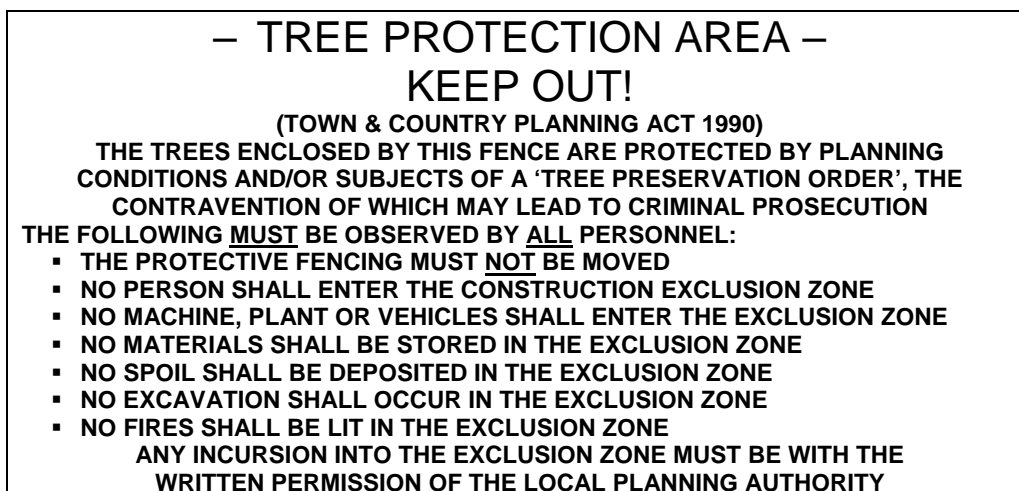 – TREE PROTECTION AREA –
KEEP OUT!
(TOWN & COUNTRY PLANNING ACT 1990)
THE TREES ENCLOSED BY THIS FENCE ARE PROTECTED BY PLANNING
CONDITIONS AND/OR SUBJECTS OF A ‘TREE PRESERVATION ORDER’, THE
CONTRAVENTION OF WHICH MAY LEAD TO CRIMINAL PROSECUTION
THE FOLLOWING MUST BE OBSERVED BY ALL PERSONNEL:
▪ THE PROTECTIVE FENCING MUST NOT BE MOVED
▪ NO PERSON SHALL ENTER THE CONSTRUCTION EXCLUSION ZONE
▪ NO MACHINE, PLANT OR VEHICLES SHALL ENTER THE EXCLUSION ZONE
▪ NO MATERIALS SHALL BE STORED IN THE EXCLUSION ZONE
▪ NO SPOIL SHALL BE DEPOSITED IN THE EXCLUSION ZONE
▪ NO EXCAVATION SHALL OCCUR IN THE EXCLUSION ZONE
▪ NO FIRES SHALL BE LIT IN THE EXCLUSION ZONE
ANY INCURSION INTO THE EXCLUSION ZONE MUST BE WITH THE
WRITTEN PERMISSION OF THE LOCAL PLANNING AUTHORITY